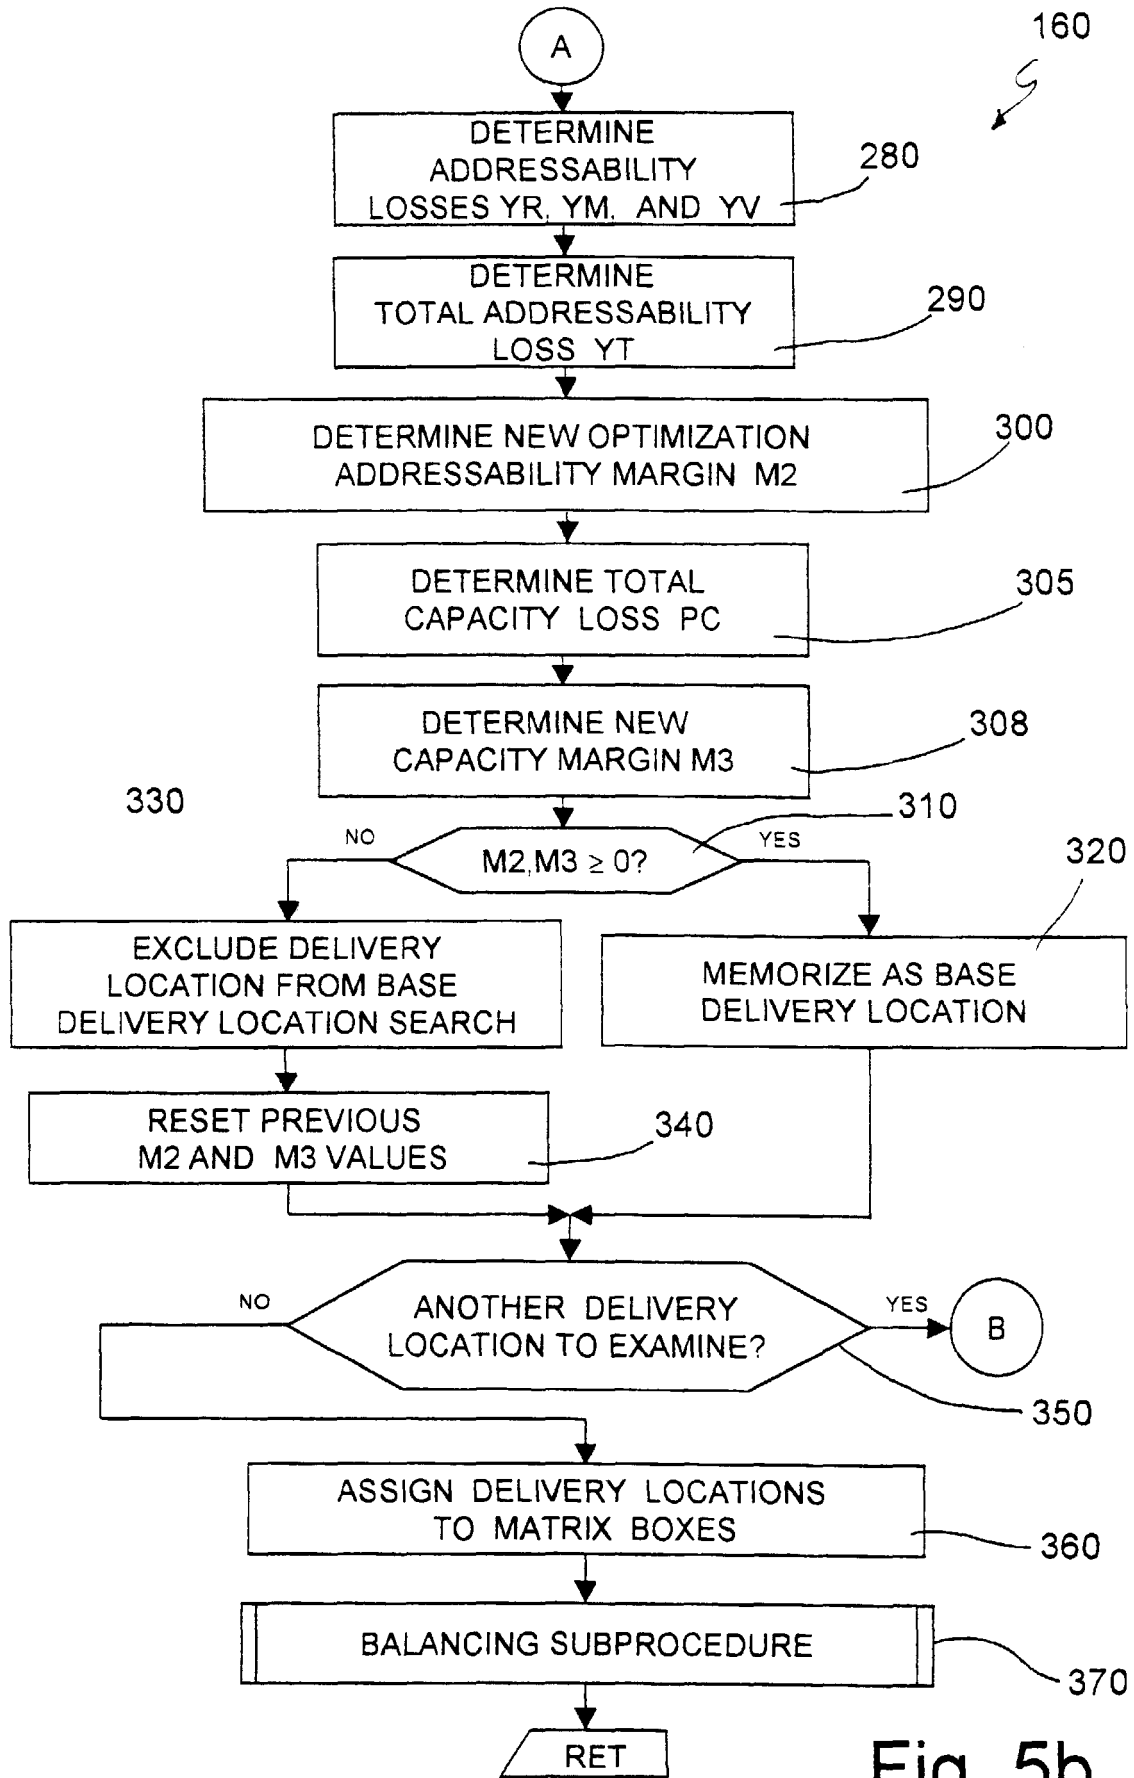 160
A
DETERMINE
ADDRESSABILITY
LOSSES YR, YM, AND YV
280
DETERMINE
TOTAL ADDRESSABILITY
LOSS YT
290
DETERMINE NEW OPTIMIZATION
ADDRESSABILITY MARGIN M2
300
DETERMINE TOTAL
CAPACITY LOSS PC
305
DETERMINE NEW
CAPACITY MARGIN M3
308
330
310
NO
M2,M3 ≥ 0?
YES
320
EXCLUDE DELIVERY
LOCATION FROM BASE
DELIVERY LOCATION SEARCH
MEMORIZE AS BASE
DELIVERY LOCATION
RESET PREVIOUS
M2 AND M3 VALUES
340
NO
ANOTHER DELIVERY
LOCATION TO EXAMINE?
YES
B
350
ASSIGN DELIVERY LOCATIONS
TO MATRIX BOXES
360
BALANCING SUBPROCEDURE
370
RET
Fig. 5b